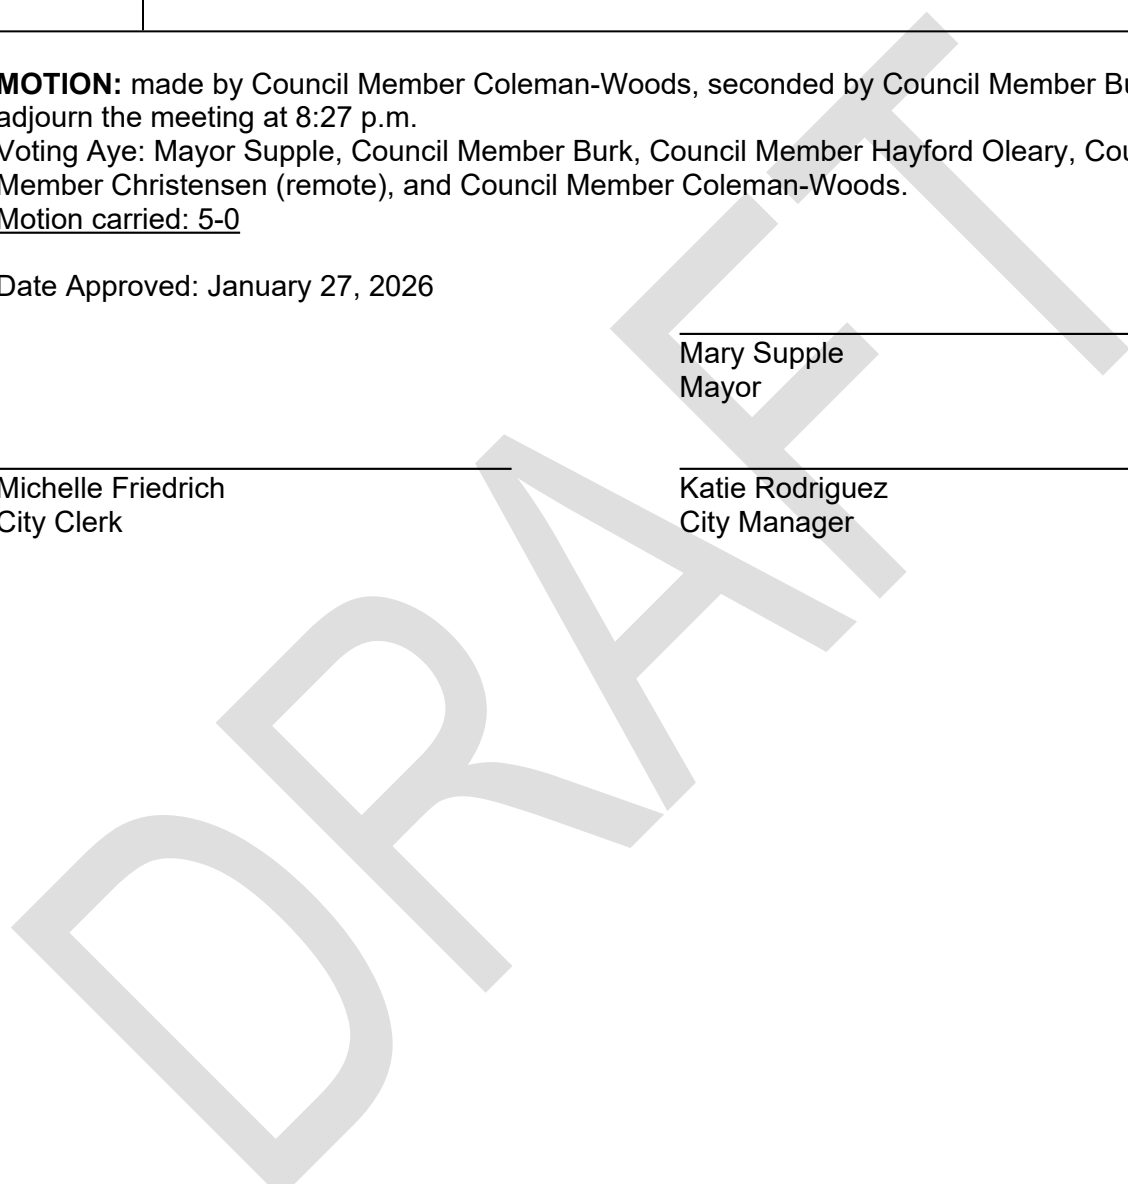 MOTION: made by Council Member Coleman-Woods, seconded by Council Member
adjourn the meeting at 8:27 p.m.
Voting Aye: Mayor Supple, Council Member Burk, Council Member Hayford Oleary,
Member Christensen (remote), and Council Member Coleman-Woods.
Motion carried: 5-0
Date Approved: January 27, 2026
Mary Supple
Mayor
Michelle Friedrich
City Clerk
Katie Rodriguez
City Manager
DRAFT